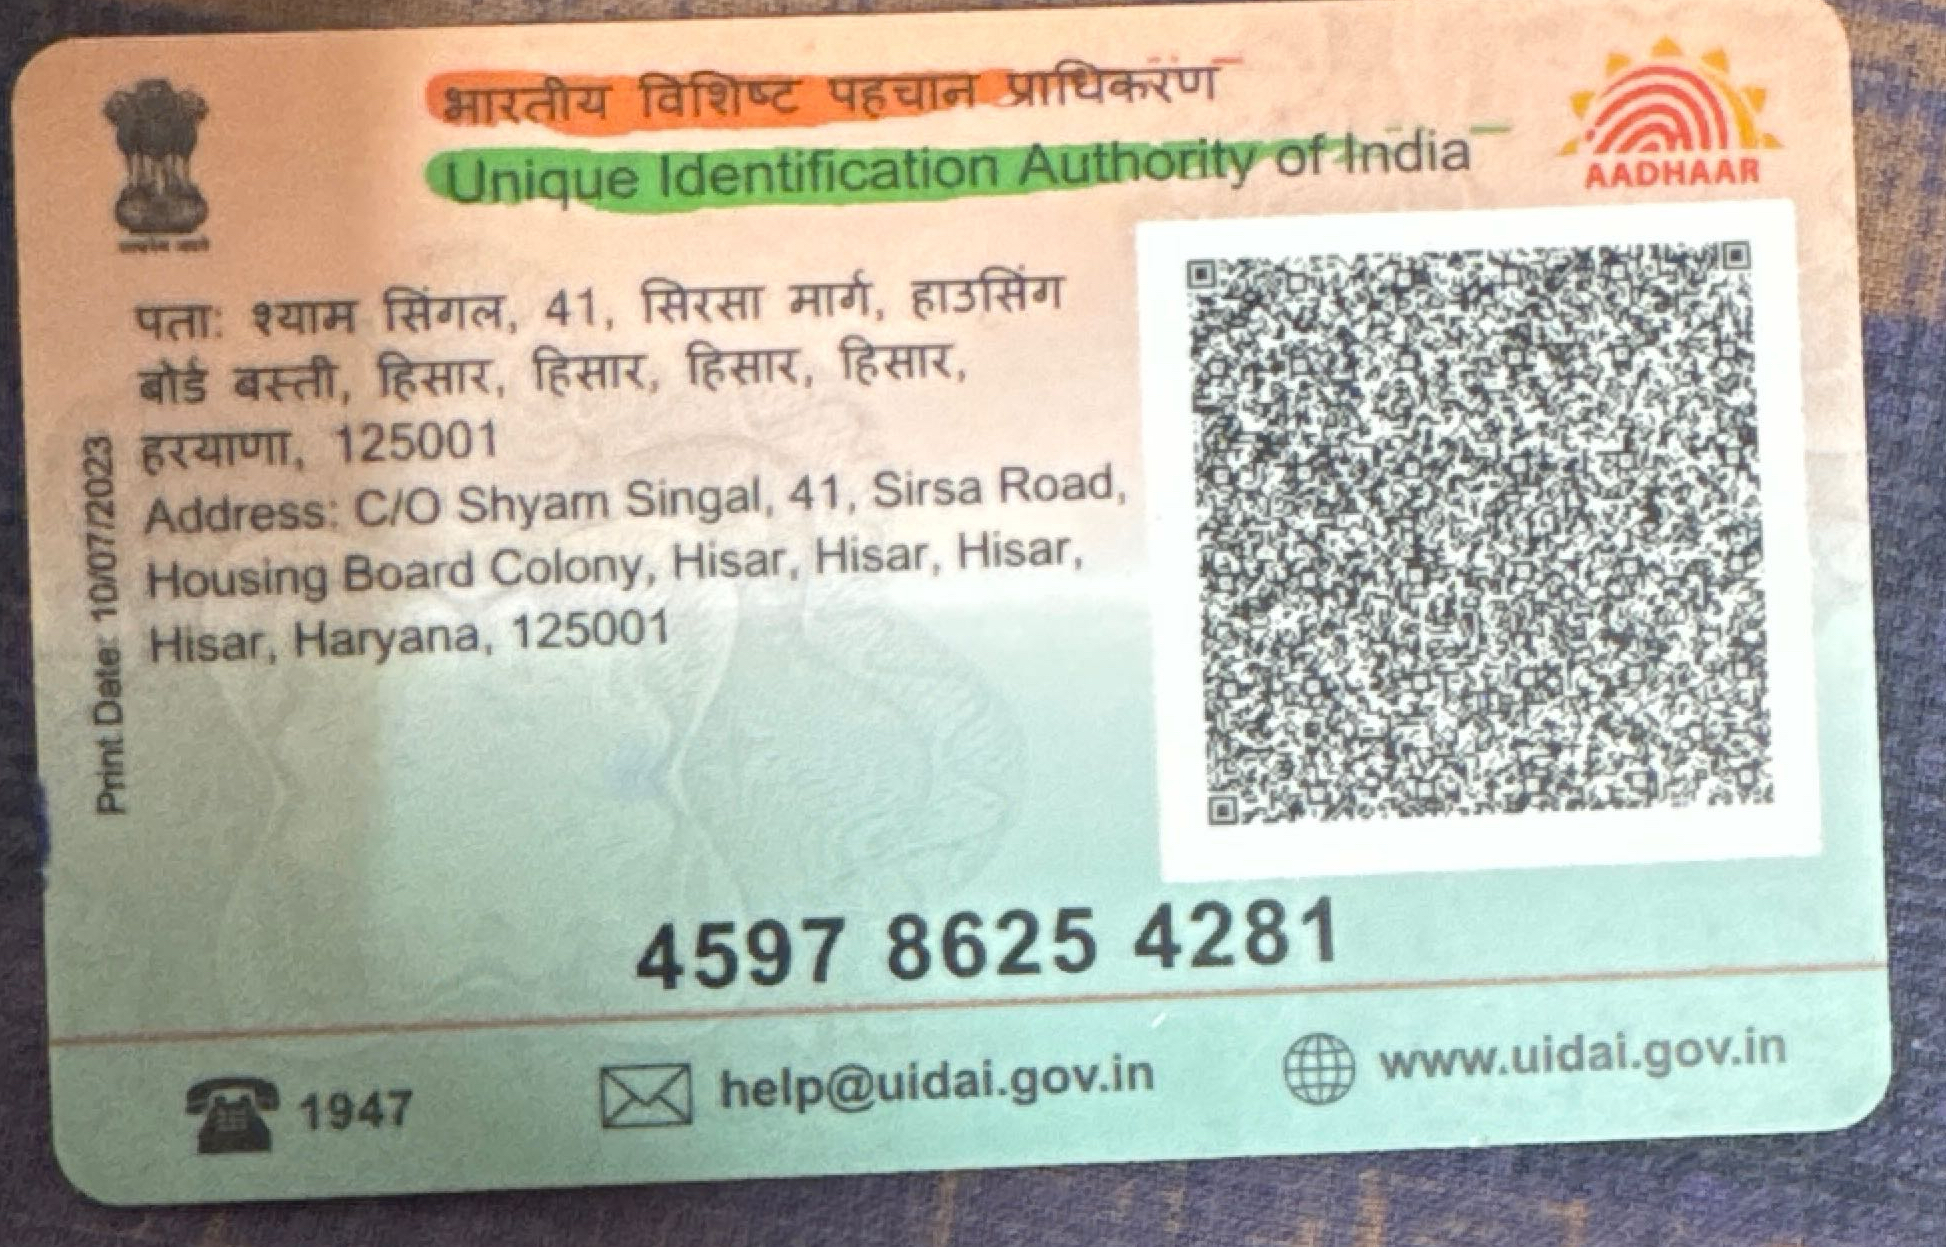 भारतीय विशिष्ट पहचान प्राधिकरण
Unique Identification Authority of India
AADHAAR
पता: श्याम सिंगल, 41, सिरसा मार्ग, हाउसिंग
बोर्ड बस्ती, हिसार, हिसार, हिसार, हिसार,
हरयाणा, 125001
Address: C/O Shyam Singal, 41, Sirsa Road,
Housing Board Colony, Hisar, Hisar, Hisar,
Hisar, Haryana, 125001
Print Date: 10/07/2023
4597 8625 4281
1947
help@uidai.gov.in
www.uidai.gov.in